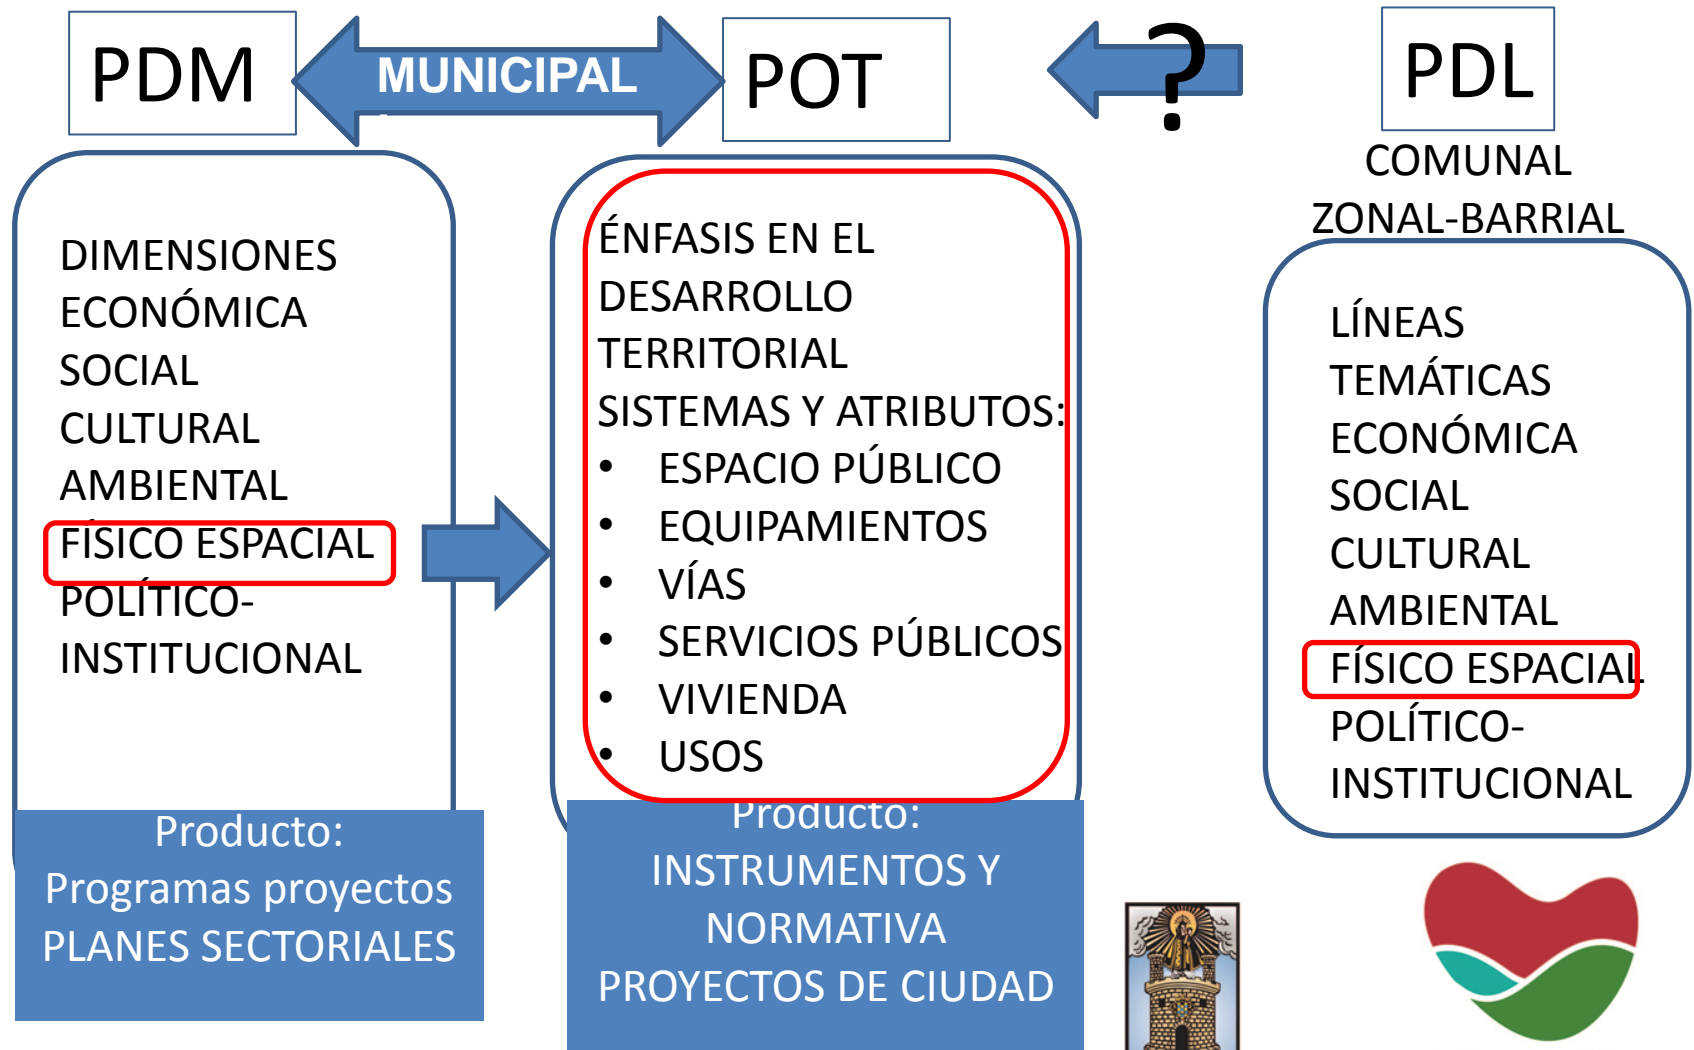 PDM
MUNICIPAL
POT
?
PDL
COMUNAL
ZONAL-BARRIAL
DIMENSIONES
ECONÓMICA
SOCIAL
CULTURAL
AMBIENTAL
FÍSICO ESPACIAL
POLÍTICO-
INSTITUCIONAL
Producto:
Programas proyectos
PLANES SECTORIALES
ÉNFASIS EN EL
DESARROLLO
TERRITORIAL
SISTEMAS Y ATRIBUTOS:
• ESPACIO PÚBLICO
• EQUIPAMIENTOS
• VÍAS
• SERVICIOS PÚBLICOS
• VIVIENDA
• USOS
Producto:
INSTRUMENTOS Y
NORMATIVA
PROYECTOS DE CIUDAD
LÍNEAS
TEMÁTICAS
ECONÓMICA
SOCIAL
CULTURAL
AMBIENTAL
FÍSICO ESPACIAL
POLÍTICO-
INSTITUCIONAL